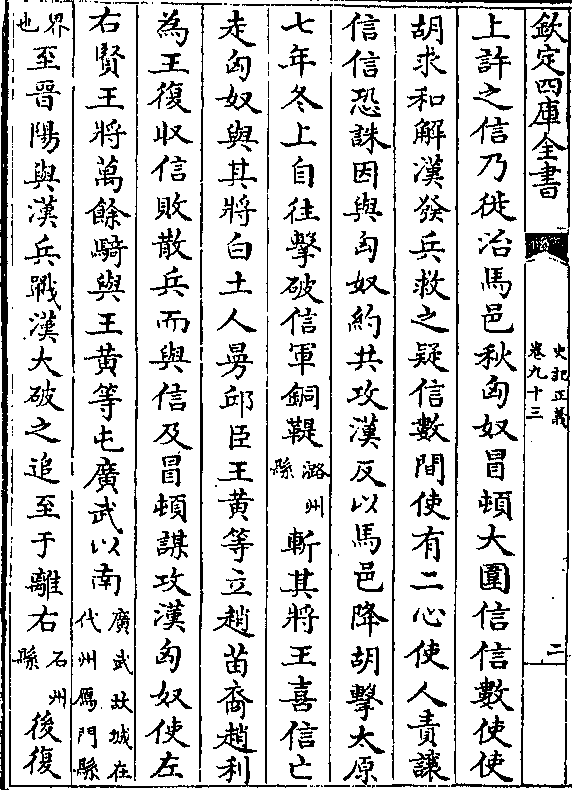 欽定四庫全書
史記正義
卷九十三
二
上許之信乃徙治馬邑秋匈奴冒頓大圍信信數使使
胡求和解漢發兵救之疑信數間使有二心使人責讓
信信恐誅因與匈奴約共攻漢反以馬邑降胡擊太原
七年冬上自往擊破信軍銅鞮潞州縣斬其將王喜信亡
走匈奴與其將白土人曼邱臣王黃等立趙苗裔趙利
為王復収信敗散兵而與信及冒頓謀攻漢匈奴使左
右賢王將萬餘騎與王黃等屯廣武以南廣武故城在代州鴈門縣
界也至晉陽與漢兵戰漢大破之追至于離右石州縣後復